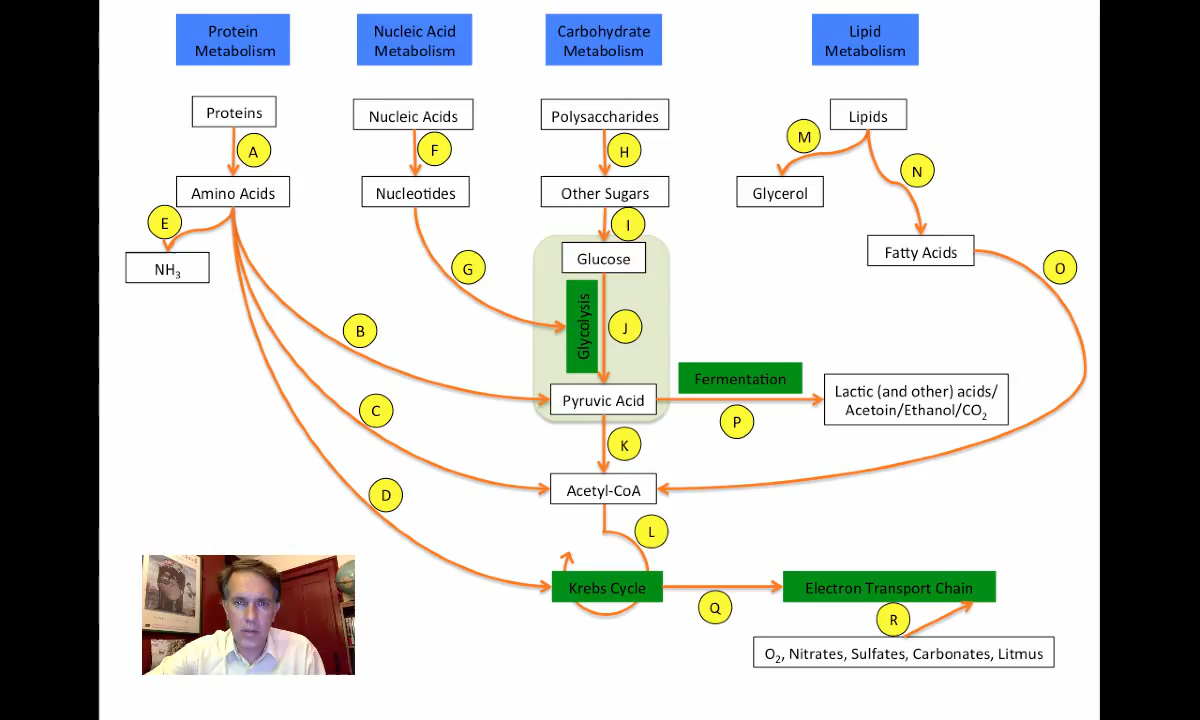 Protein
Metabolism
Nucleic Acid
Metabolism
Carbohydrate
Metabolism
Lipid
Metabolism
Proteins
Nucleic Acids
Polysaccharides
Lipids
A
F
H
M
N
Amino Acids
Nucleotides
Other Sugars
Glycerol
E
I
NH₃
G
Glucose
Fatty Acids
O
B
Glycolysis
J
C
Pyruvic Acid
Fermentation
P
Lactic (and other) acids/
Acetoin/Ethanol/CO₂
K
D
Acetyl-CoA
L
Krebs Cycle
Q
Electron Transport Chain
R
O₂, Nitrates, Sulfates, Carbonates, Litmus